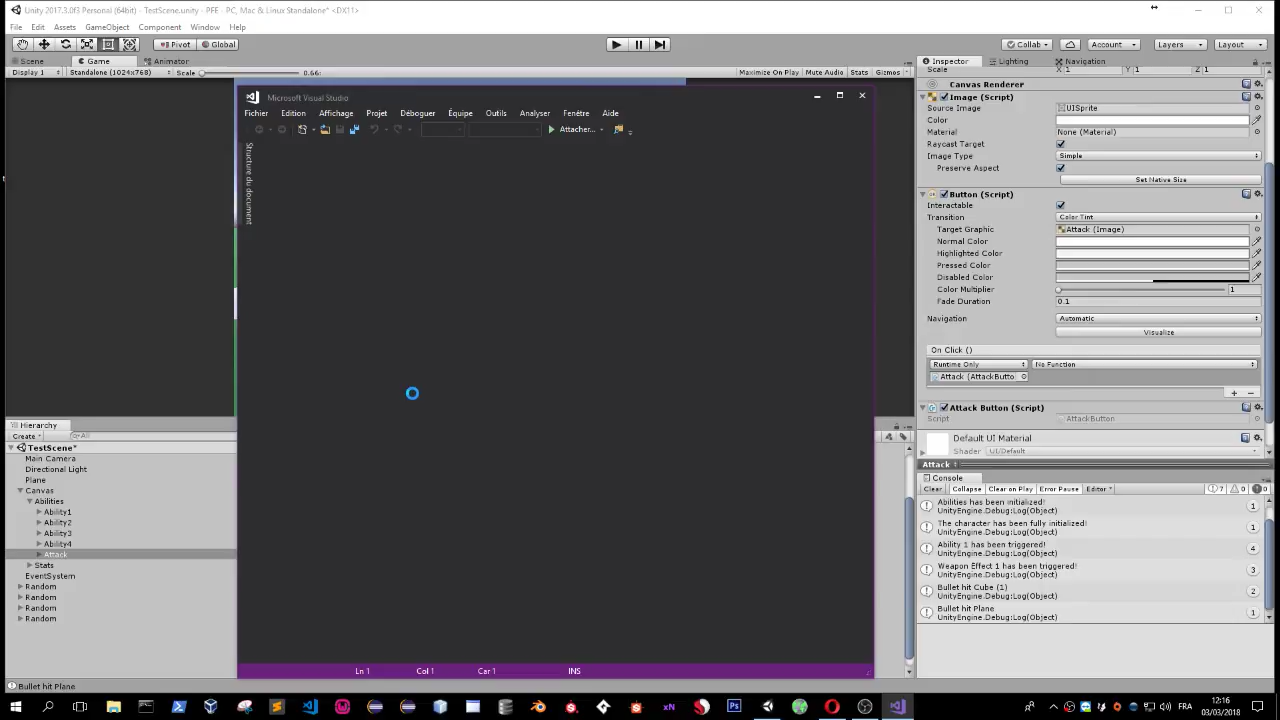 Unity 2017.3.0f3 Personal (64bit) - TestScene.unity - PFE - PC, Mac & Linux Standalone* <DX11>
File Edit Assets GameObject Component Window Help
Pivot Global Collab Account Layers Layout
Scene Game Animator Inspector Lighting Navigation
Display 1 Standalone (1024x768) Scale 0.66: Maximize On Play Mute Audio Stats Gizmos
Scale X 1 Y 1 Z 1
Canvas Renderer
Image (Script)
Source Image UISprite
Color
Material None (Material)
Raycast Target
Image Type Simple
Preserve Aspect
Set Native Size
Button (Script)
Interactable
Transition Color Tint
Target Graphic Attack (Image)
Normal Color
Highlighted Color
Pressed Color
Disabled Color
Color Multiplier 1
Fade Duration 0.1
Navigation Automatic
Visualize
On Click ()
Runtime Only No Function
Attack (AttackButto
Attack Button (Script)
Script AttackButton
Default UI Material
Shader UI/Default
Attack
Console
Clear Collapse Clear on Play Error Pause Editor 7 0 0
Abilities has been initialized!
UnityEngine.Debug:Log(Object) 1
The character has been fully initialized!
UnityEngine.Debug:Log(Object) 1
Ability 1 has been triggered!
UnityEngine.Debug:Log(Object) 4
Weapon Effect 1 has been triggered!
UnityEngine.Debug:Log(Object) 3
Bullet hit Cube (1)
UnityEngine.Debug:Log(Object) 2
Bullet hit Plane
UnityEngine.Debug:Log(Object) 1
Microsoft Visual Studio
Fichier Edition Affichage Projet Déboguer Équipe Outils Analyser Fenêtre Aide
Attacher...
Structure du document
Ln 1 Col 1 Car 1 INS
Hierarchy
Create All
TestScene*
Main Camera
Directional Light
Plane
Canvas
Abilities
Ability1
Ability2
Ability3
Ability4
Attack
Stats
EventSystem
Random
Random
Random
Random
Bullet hit Plane
FRA
12:16
03/03/2018